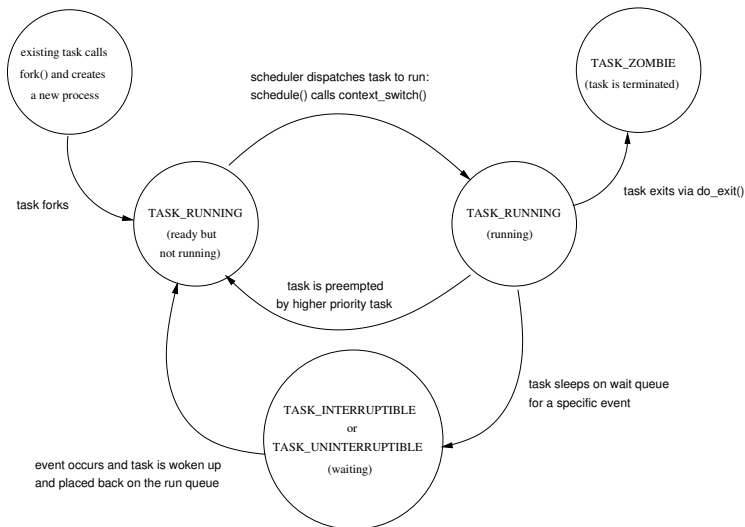 existing task calls
fork() and creates
a new process
TASK_ZOMBIE
(task is terminated)
scheduler dispatches task to run:
schedule() calls context_switch()
task forks
task exits via do_exit()
TASK_RUNNING
(ready but
not running)
TASK_RUNNING
(running)
task is preempted
by higher priority task
task sleeps on wait queue
for a specific event
TASK_INTERRUPTIBLE
or
TASK_UNINTERRUPTIBLE
(waiting)
event occurs and task is woken up
and placed back on the run queue